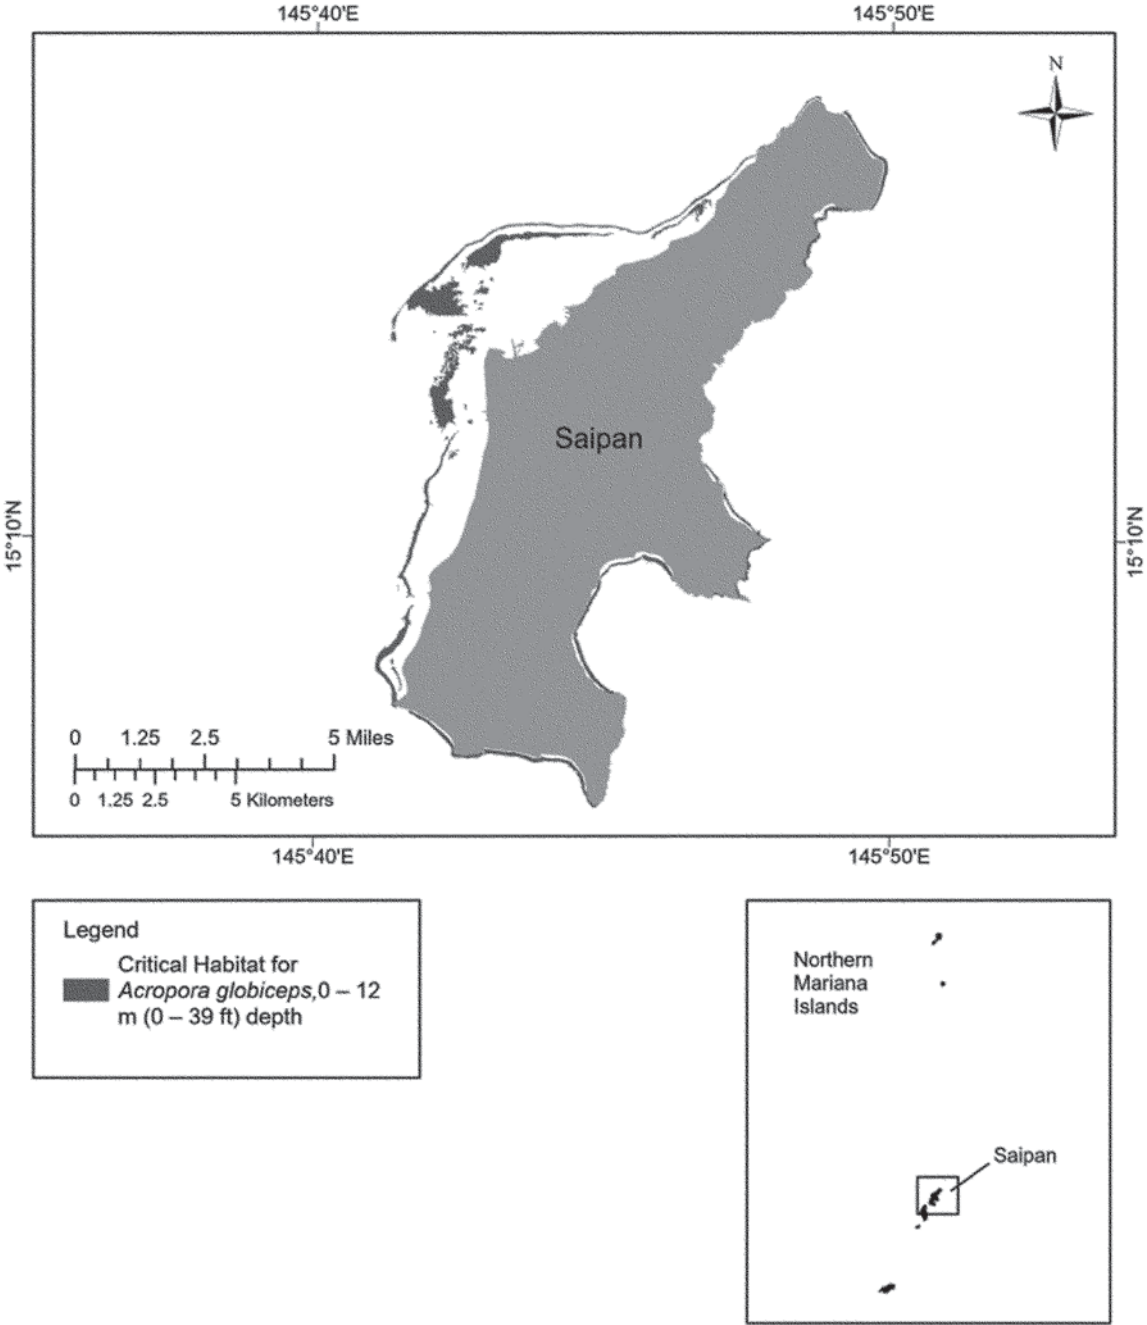 145°40'E 145°50'E
N
Saipan
15°10'N 15°10'N
0 1.25 2.5 5 Miles
0 1.25 2.5 5 Kilometers
145°40'E 145°50'E
Legend
Critical Habitat for
Acropora globiceps,0 – 12
m (0 – 39 ft) depth
Northern
Mariana
Islands
Saipan